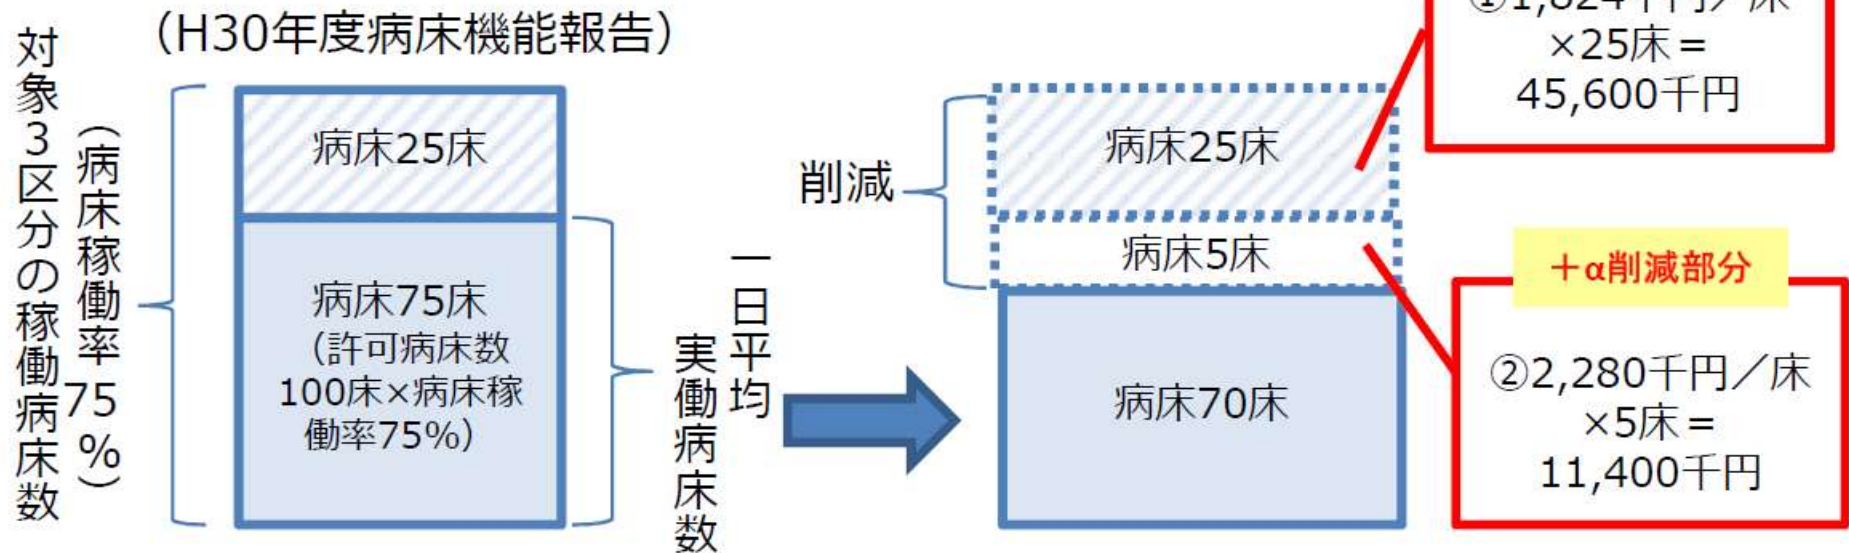 （H30年度病床機能報告）
対象3区分の稼働病床数
（病床稼働率75%）
病床25床
病床75床
（許可病床数
100床×病床稼
働率75%）
一日平均
実働病床数
削減
病床25床
病床5床
病床70床
×25床＝
45,600千円
＋α削減部分
②2,280千円／床
×5床＝
11,400千円